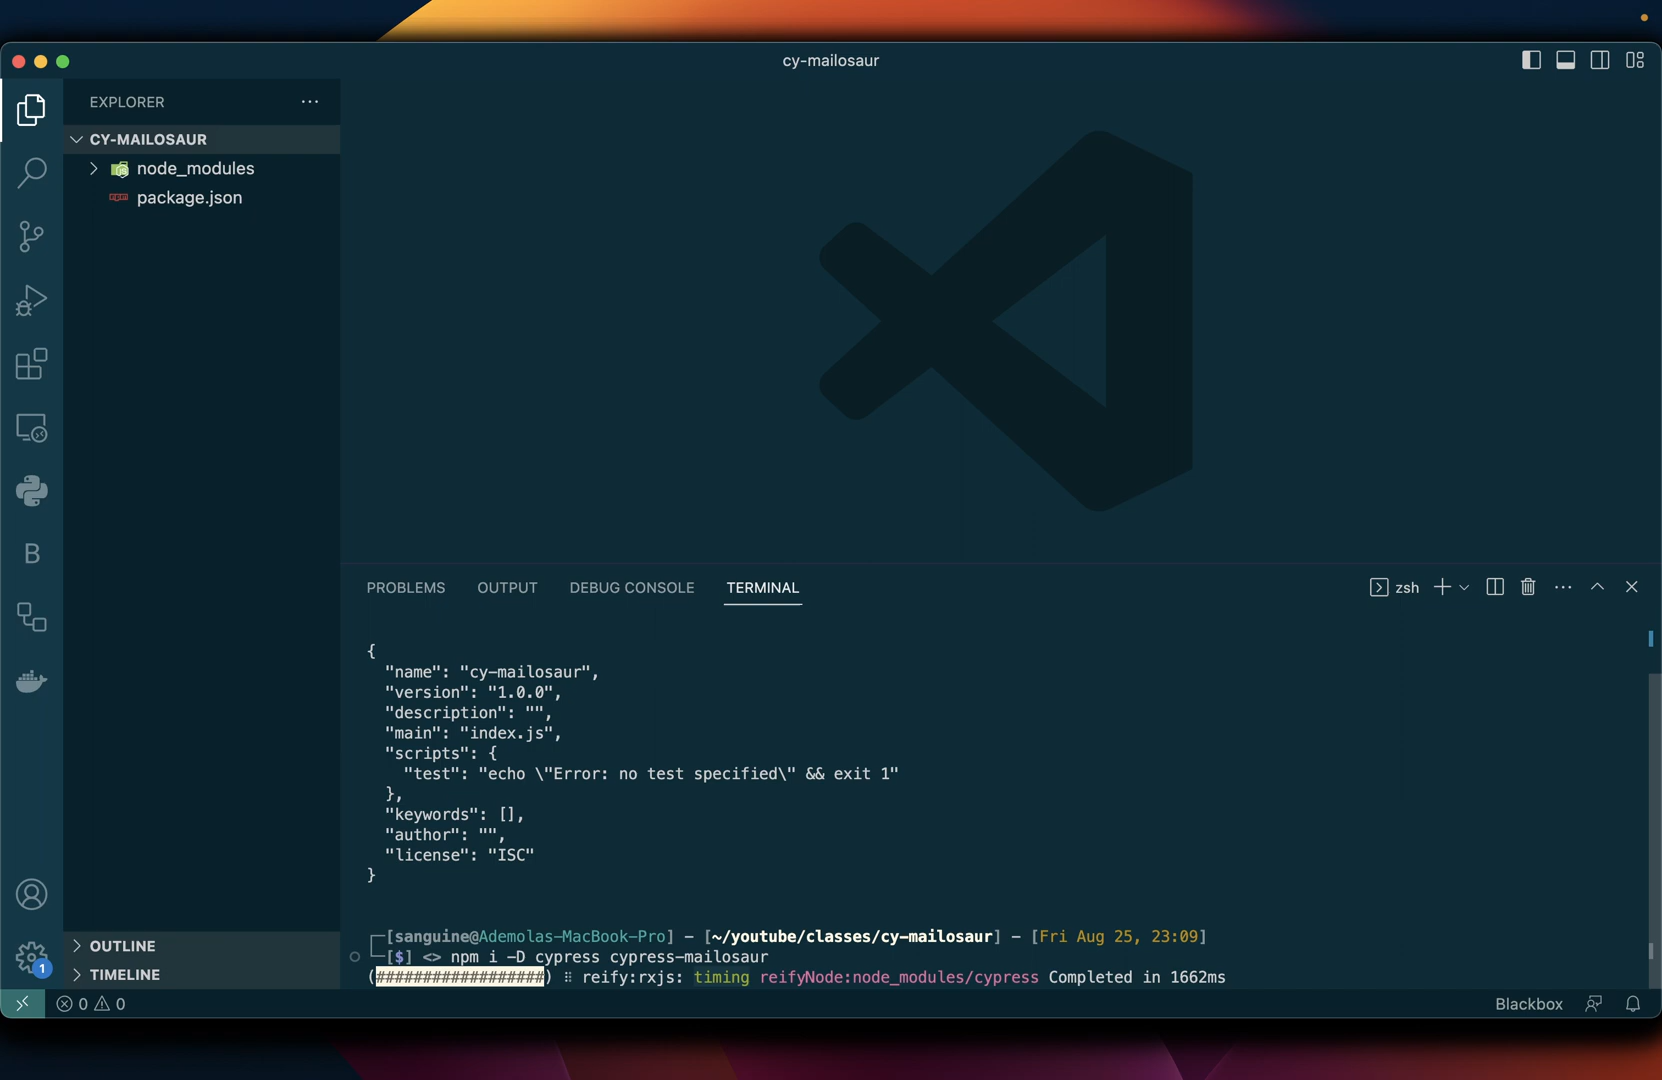 cy-mailosaur
EXPLORER
CY-MAILOSAUR
node_modules
package.json
PROBLEMS OUTPUT DEBUG CONSOLE TERMINAL zsh
{
"name": "cy-mailosaur",
"version": "1.0.0",
"description": "",
"main": "index.js",
"scripts": {
"test": "echo \"Error: no test specified\" && exit 1"
},
"keywords": [],
"author": "",
"license": "ISC"
}
[sanguine@Ademolas-MacBook-Pro] - [~/youtube/classes/cy-mailosaur] - [Fri Aug 25, 23:09]
[$] <> npm i -D cypress cypress-mailosaur
(##################) ⠿ reify:rxjs: timing reifyNode:node_modules/cypress Completed in 1662ms
B
1
OUTLINE
TIMELINE
0 0 Blackbox